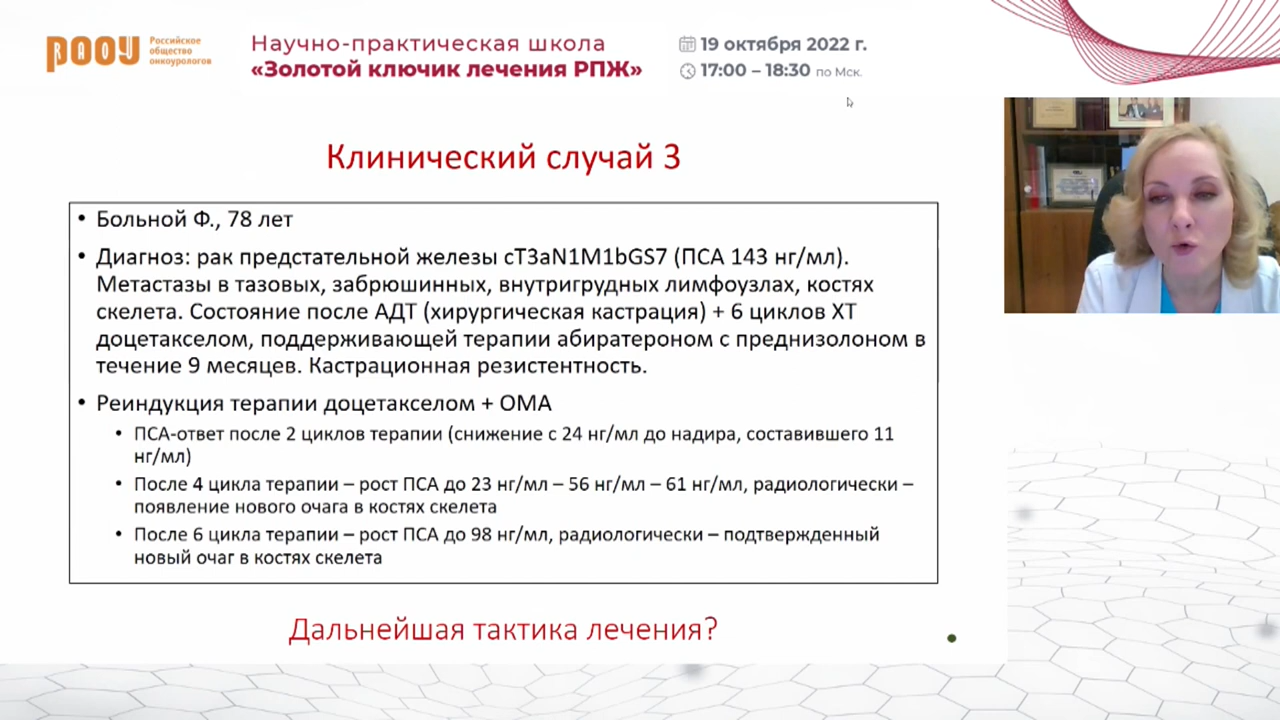 РАОУ
Российское
общество
онкоурологов
Научно-практическая школа
«Золотой ключик лечения РПЖ»
19 октября 2022 г.
17:00 – 18:30 по Мск.
Клинический случай 3
• Больной Ф., 78 лет
• Диагноз: рак предстательной железы cT3aN1M1bGS7 (ПСА 143 нг/мл).
Метастазы в тазовых, забрюшинных, внутригрудных лимфоузлах, костях
скелета. Состояние после АДТ (хирургическая кастрация) + 6 циклов ХТ
доцетакселом, поддерживающей терапии абиратероном с преднизолоном в
течение 9 месяцев. Кастрационная резистентность.
• Реиндукция терапии доцетакселом + ОМА
• ПСА-ответ после 2 циклов терапии (снижение с 24 нг/мл до надира, составившего 11
нг/мл)
• После 4 цикла терапии – рост ПСА до 23 нг/мл – 56 нг/мл – 61 нг/мл, радиологически –
появление нового очага в костях скелета
• После 6 цикла терапии – рост ПСА до 98 нг/мл, радиологически – подтвержденный
новый очаг в костях скелета
Дальнейшая тактика лечения?